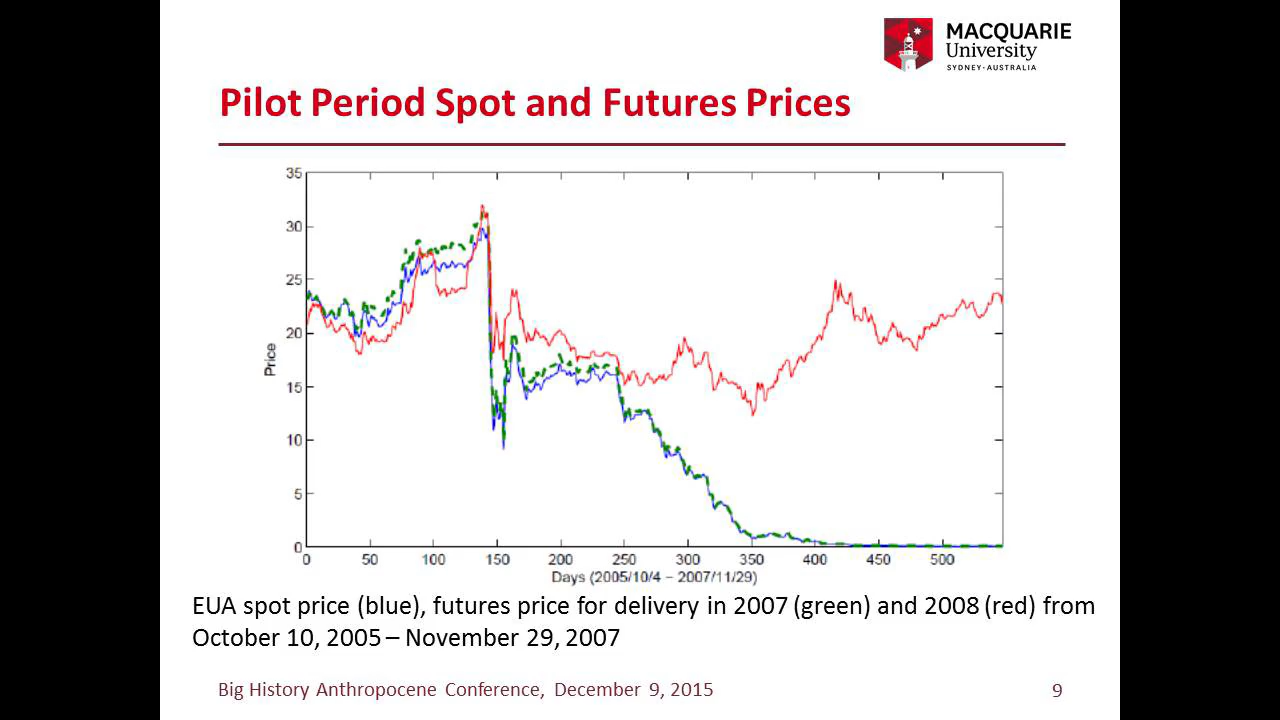 MACQUARIE
University
SYDNEY·AUSTRALIA
Pilot Period Spot and Futures Prices
35
30
25
20
15
10
5
0
Price
0 50 100 150 200 250 300 350 400 450 500
Days (2005/10/4 – 2007/11/29)
EUA spot price (blue), futures price for delivery in 2007 (green) and 2008 (red) from
October 10, 2005 – November 29, 2007
Big History Anthropocene Conference, December 9, 2015
9